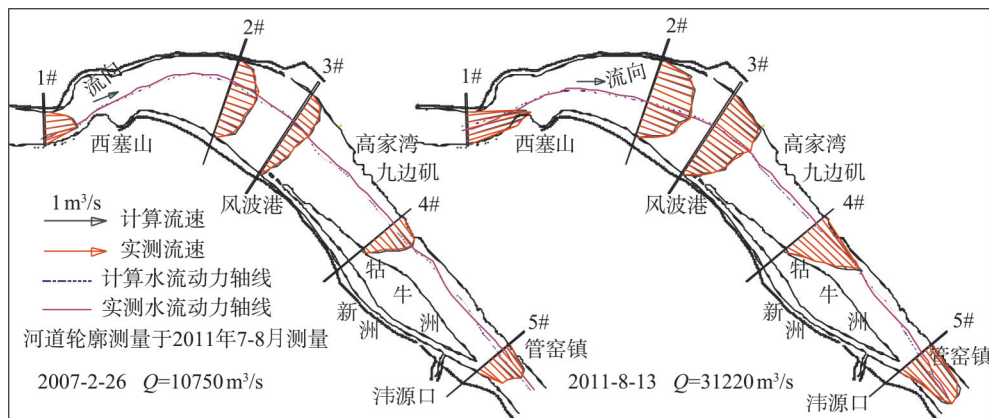 1#
流向
2#
3#
西塞山
高家湾
九边矶
风波港
1 m³/s
计算流速
实测流速
计算水流动力轴线
实测水流动力轴线
河道轮廓测量于2011年7-8月测量
4#
牯
牛
洲
新
洲
5#
管窑镇
沣源口
2007-2-26 Q=10750 m³/s
1#
流向
2#
3#
西塞山
高家湾
九边矶
风波港
4#
牯
牛
洲
新
洲
5#
管窑镇
沣源口
2011-8-13 Q=31220 m³/s